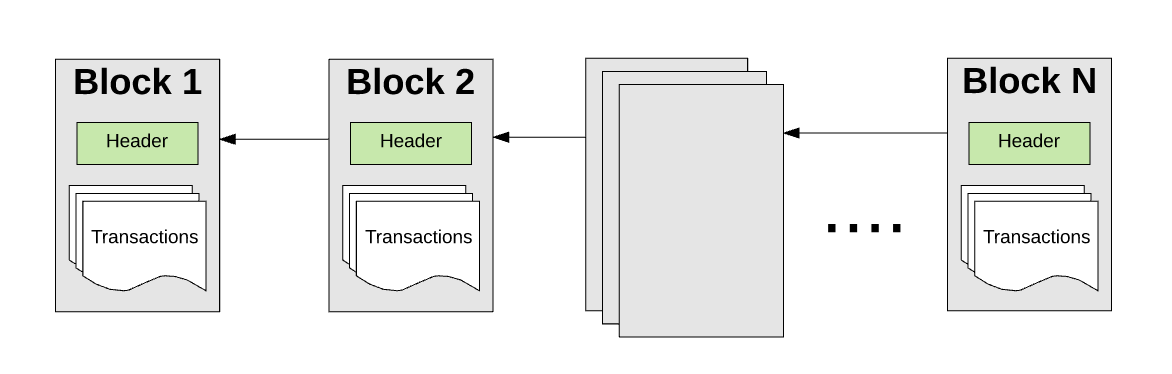 Block 1
Header
Transactions
Block 2
Header
Transactions
....
Block N
Header
Transactions